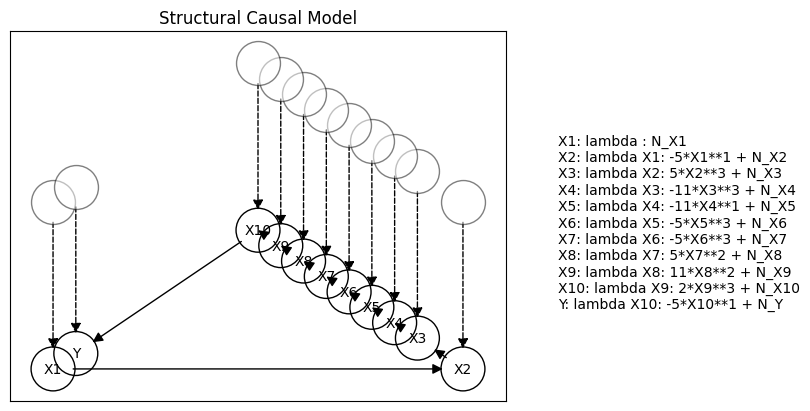 Structural Causal Model
X10
X9
X8
X7
X6
X5
X4
X3
Y
X1
X2
X1: lambda : N_X1
X2: lambda X1: -5*X1**1 + N_X2
X3: lambda X2: 5*X2**3 + N_X3
X4: lambda X3: -11*X3**3 + N_X4
X5: lambda X4: -11*X4**1 + N_X5
X6: lambda X5: -5*X5**3 + N_X6
X7: lambda X6: -5*X6**3 + N_X7
X8: lambda X7: 5*X7**2 + N_X8
X9: lambda X8: 11*X8**2 + N_X9
X10: lambda X9: 2*X9**3 + N_X10
Y: lambda X10: -5*X10**1 + N_Y